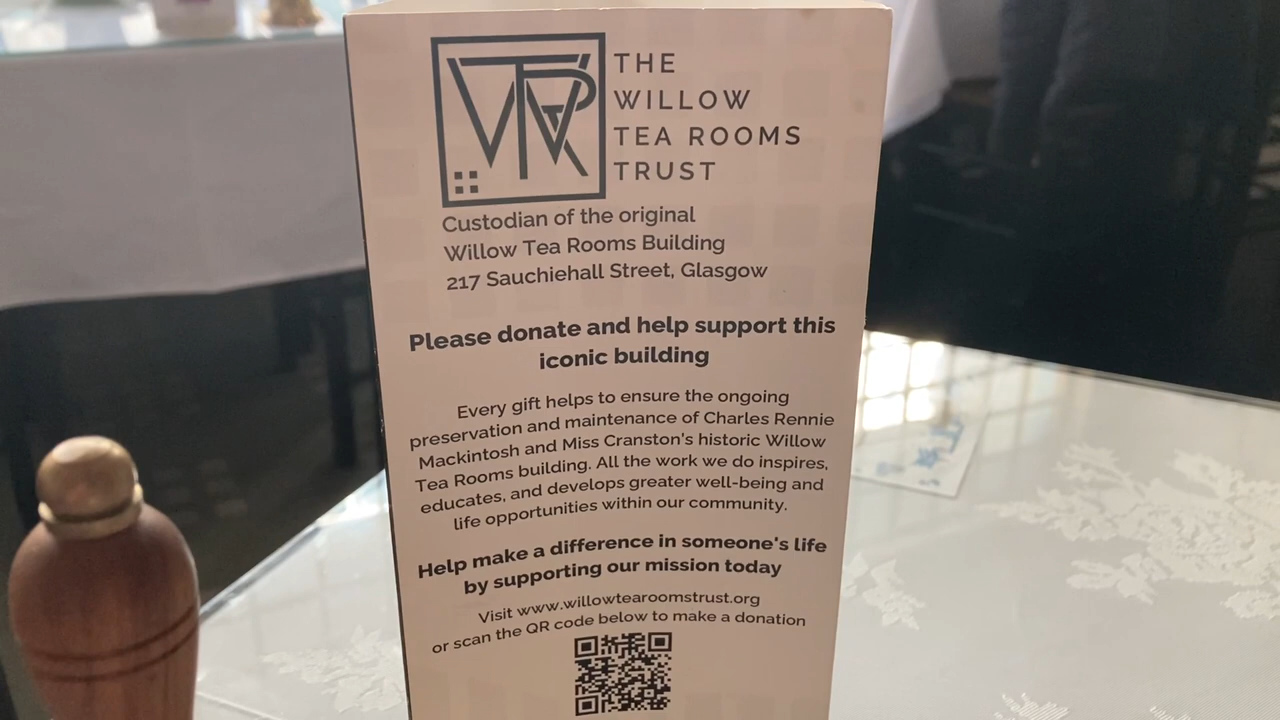 THE
WILLOW
TEA ROOMS
TRUST
Custodian of the original
Willow Tea Rooms Building
217 Sauchiehall Street, Glasgow
Please donate and help support this
iconic building
Every gift helps to ensure the ongoing
preservation and maintenance of Charles Rennie
Mackintosh and Miss Cranston's historic Willow
Tea Rooms building. All the work we do inspires,
educates, and develops greater well-being and
life opportunities within our community.
Help make a difference in someone's life
by supporting our mission today
Visit www.willowtearoomstrust.org
or scan the QR code below to make a donation